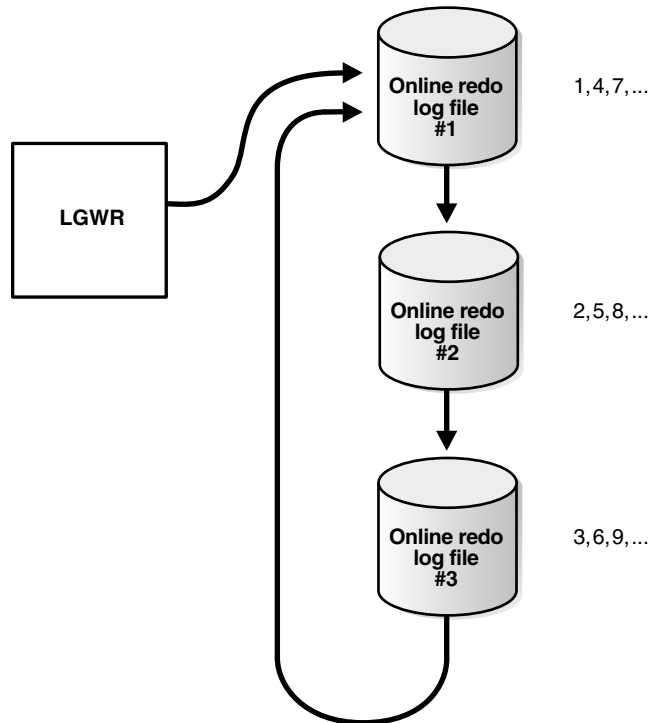 Online redo
log file
#1
1,4,7,...
LGWR
Online redo
log file
#2
2,5,8,...
Online redo
log file
#3
3,6,9,...